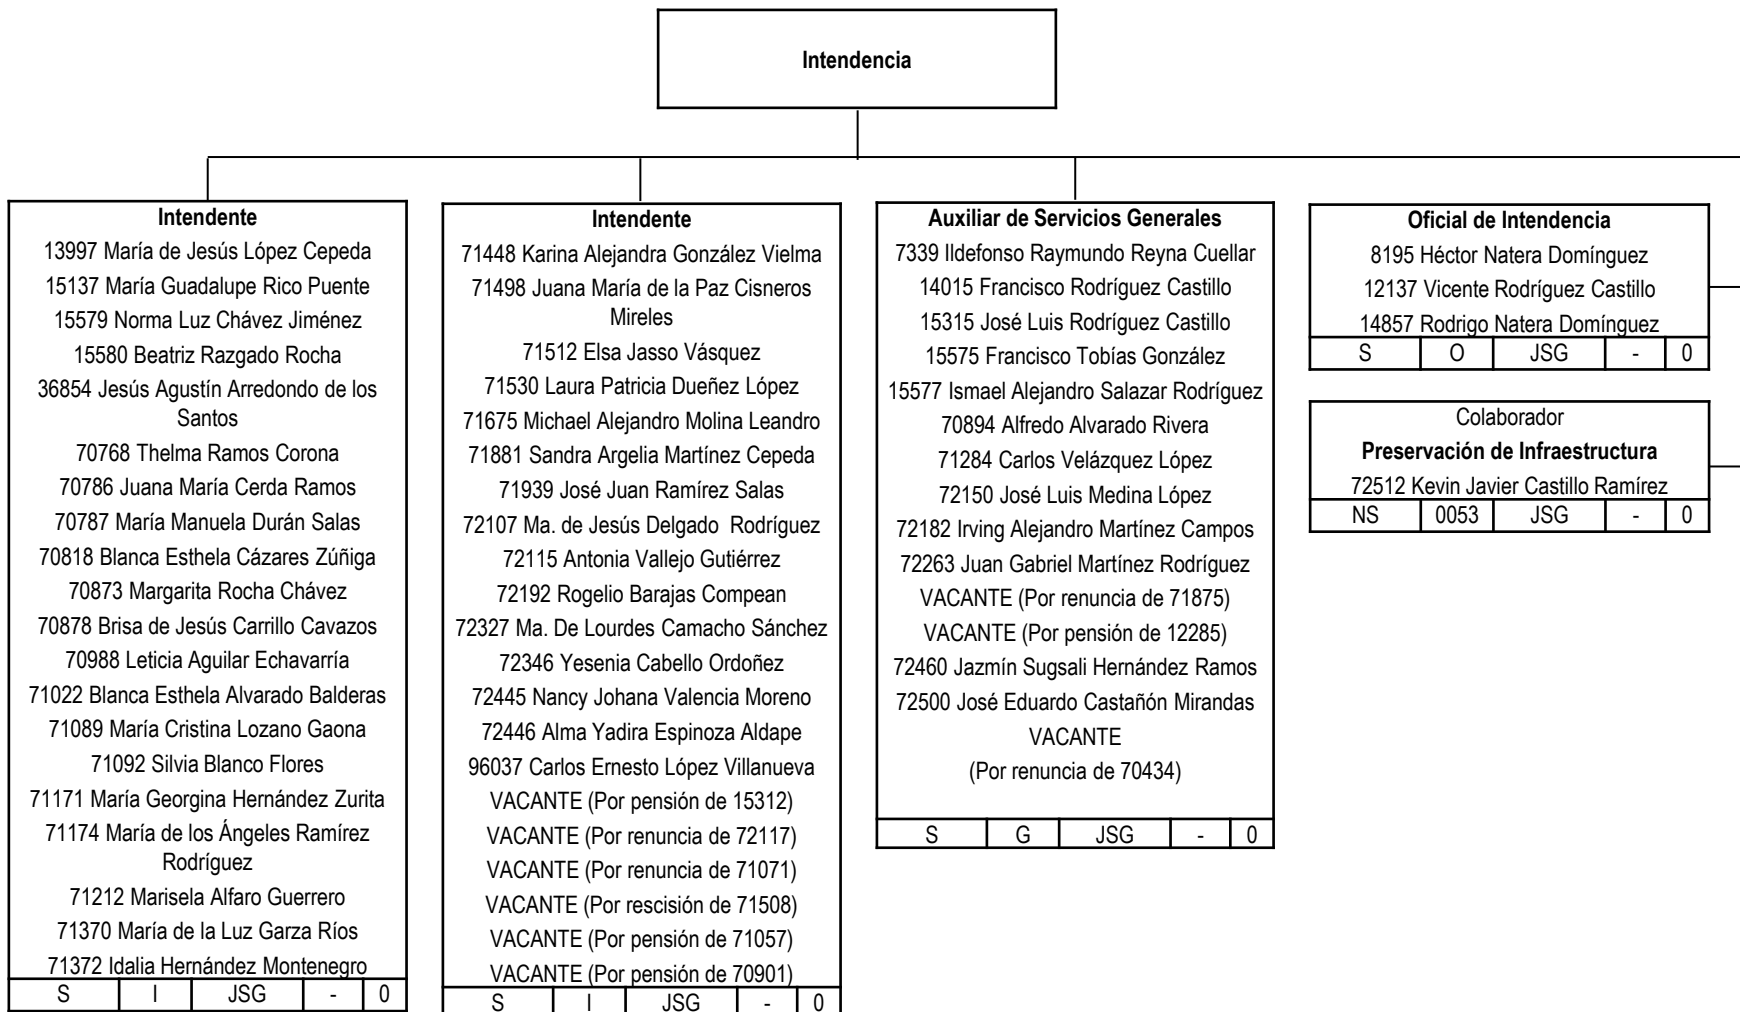 Intendencia
Intendente
13997 María de Jesús López Cepeda
15137 María Guadalupe Rico Puente
15579 Norma Luz Chávez Jiménez
15580 Beatriz Razgado Rocha
36854 Jesús Agustín Arredondo de los
Santos
70768 Thelma Ramos Corona
70786 Juana María Cerda Ramos
70787 María Manuela Durán Salas
70818 Blanca Esthela Cázares Zúñiga
70873 Margarita Rocha Chávez
70878 Brisa de Jesús Carrillo Cavazos
70988 Leticia Aguilar Echavarría
71022 Blanca Esthela Alvarado Balderas
71089 María Cristina Lozano Gaona
71092 Silvia Blanco Flores
71171 María Georgina Hernández Zurita
71174 María de los Ángeles Ramírez
Rodríguez
71212 Marisela Alfaro Guerrero
71370 María de la Luz Garza Ríos
71372 Idalia Hernández Montenegro
S I JSG - 0
Intendente
71448 Karina Alejandra González Vielma
71498 Juana María de la Paz Cisneros
Mireles
71512 Elsa Jasso Vásquez
71530 Laura Patricia Dueñez López
71675 Michael Alejandro Molina Leandro
71881 Sandra Argelia Martínez Cepeda
71939 José Juan Ramírez Salas
72107 Ma. de Jesús Delgado  Rodríguez
72115 Antonia Vallejo Gutiérrez
72192 Rogelio Barajas Compean
72327 Ma. De Lourdes Camacho Sánchez
72346 Yesenia Cabello Ordoñez
72445 Nancy Johana Valencia Moreno
72446 Alma Yadira Espinoza Aldape
96037 Carlos Ernesto López Villanueva
VACANTE (Por pensión de 15312)
VACANTE (Por renuncia de 72117)
VACANTE (Por renuncia de 71071)
VACANTE (Por rescisión de 71508)
VACANTE (Por pensión de 71057)
VACANTE (Por pensión de 70901)
S I JSG - 0
Auxiliar de Servicios Generales
7339 Ildefonso Raymundo Reyna Cuellar
14015 Francisco Rodríguez Castillo
15315 José Luis Rodríguez Castillo
15575 Francisco Tobías González
15577 Ismael Alejandro Salazar Rodríguez
70894 Alfredo Alvarado Rivera
71284 Carlos Velázquez López
72150 José Luis Medina López
72182 Irving Alejandro Martínez Campos
72263 Juan Gabriel Martínez Rodríguez
VACANTE (Por renuncia de 71875)
VACANTE (Por pensión de 12285)
72460 Jazmín Sugsali Hernández Ramos
72500 José Eduardo Castañón Mirandas
VACANTE
(Por renuncia de 70434)
S G JSG - 0
Oficial de Intendencia
8195 Héctor Natera Domínguez
12137 Vicente Rodríguez Castillo
14857 Rodrigo Natera Domínguez
S O JSG - 0
Colaborador
Preservación de Infraestructura
72512 Kevin Javier Castillo Ramírez
NS 0053 JSG - 0